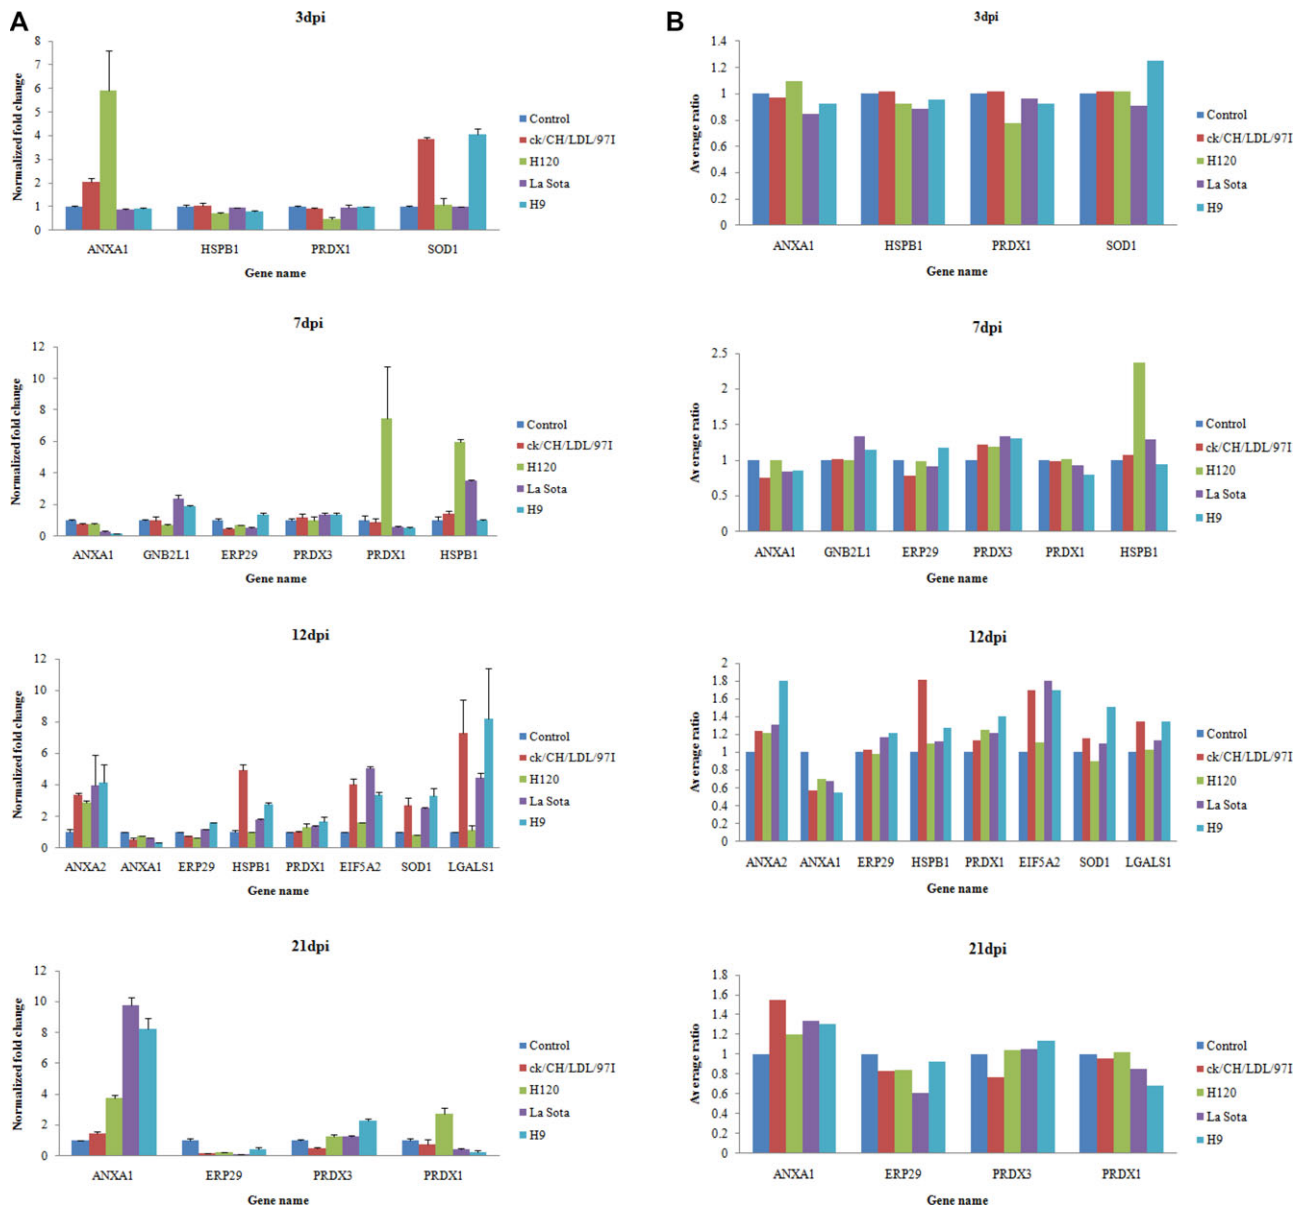 A
3dpi
Normalized fold change
8
7
6
5
4
3
2
1
0
ANXA1 HSPB1 PRDX1 SOD1
Gene name
Control
ck/CH/LDL/97I
H120
La Sota
H9
7dpi
Normalized fold change
12
10
8
6
4
2
0
ANXA1 GNB2L1 ERP29 PRDX3 PRDX1 HSPB1
Gene name
Control
ck/CH/LDL/97I
H120
La Sota
H9
12dpi
Normalized fold change
12
10
8
6
4
2
0
ANXA2 ANXA1 ERP29 HSPB1 PRDX1 EIF5A2 SOD1 LGALS1
Gene name
Control
ck/CH/LDL/97I
H120
La Sota
H9
21dpi
Normalized fold change
12
10
8
6
4
2
0
ANXA1 ERP29 PRDX3 PRDX1
Gene name
Control
ck/CH/LDL/97I
H120
La Sota
H9
B
3dpi
Average ratio
1.4
1.2
1
0.8
0.6
0.4
0.2
0
ANXA1 HSPB1 PRDX1 SOD1
Gene name
Control
ck/CH/LDL/97I
H120
La Sota
H9
7dpi
Average ratio
2.5
2
1.5
1
0.5
0
ANXA1 GNB2L1 ERP29 PRDX3 PRDX1 HSPB1
Gene name
Control
ck/CH/LDL/97I
H120
La Sota
H9
12dpi
Average ratio
2
1.8
1.6
1.4
1.2
1
0.8
0.6
0.4
0.2
0
ANXA2 ANXA1 ERP29 HSPB1 PRDX1 EIF5A2 SOD1 LGALS1
Gene name
Control
ck/CH/LDL/97I
H120
La Sota
H9
21dpi
Average ratio
1.8
1.6
1.4
1.2
1
0.8
0.6
0.4
0.2
0
ANXA1 ERP29 PRDX3 PRDX1
Gene name
Control
ck/CH/LDL/97I
H120
La Sota
H9